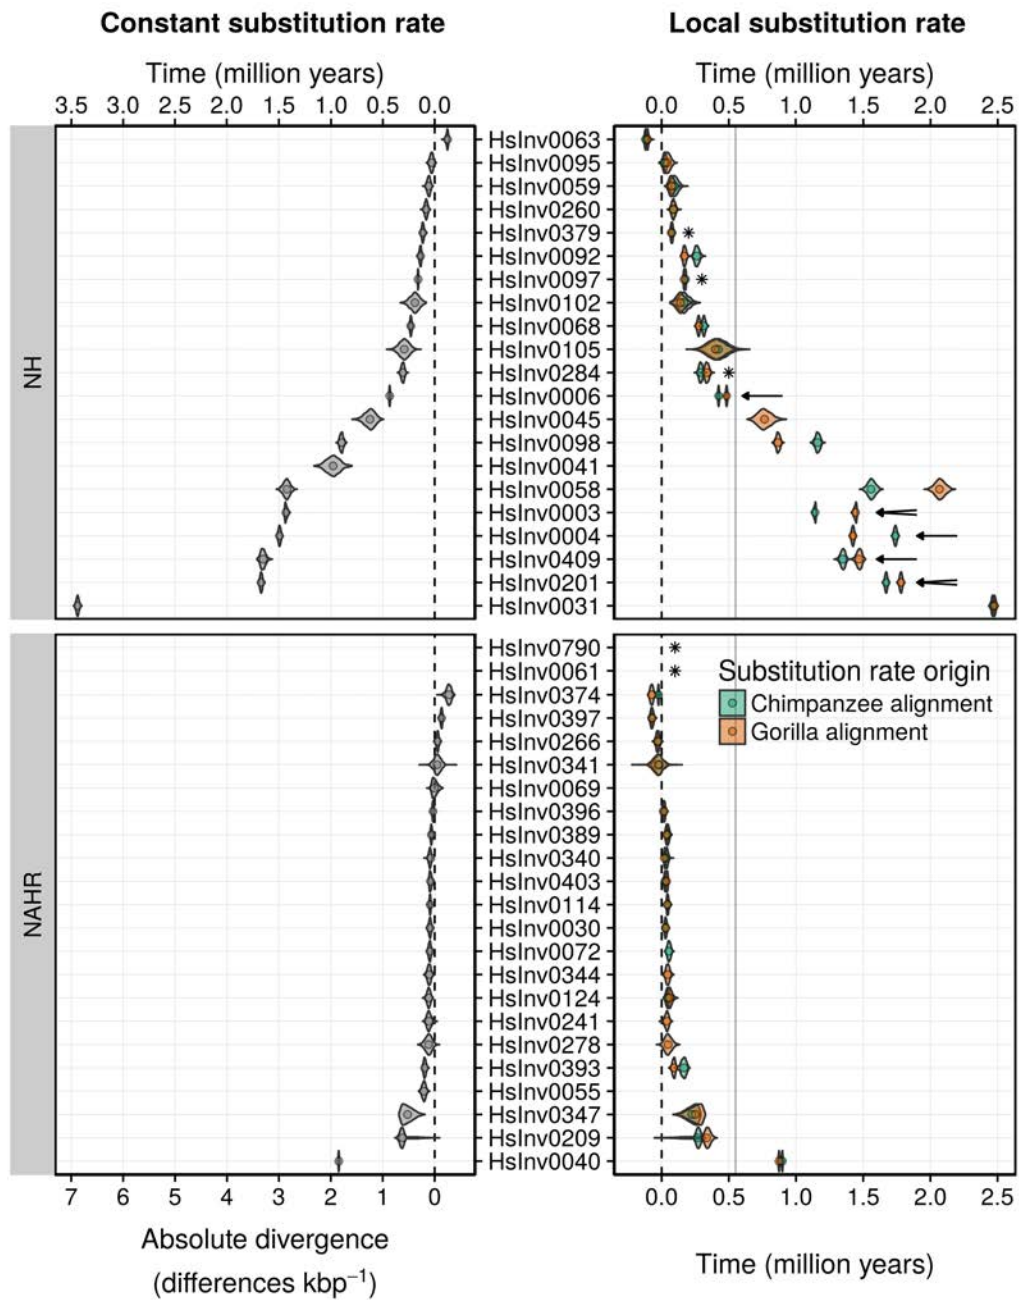 Constant substitution rate
Local substitution rate
Time (million years)
Time (million years)
3.5 3.0 2.5 2.0 1.5 1.0 0.5 0.0
0.0 0.5 1.0 1.5 2.0 2.5
NH
HsInv0063
HsInv0095
HsInv0059
HsInv0260
HsInv0379
HsInv0092
HsInv0097
HsInv0102
HsInv0068
HsInv0105
HsInv0284
HsInv0006
HsInv0045
HsInv0098
HsInv0041
HsInv0058
HsInv0003
HsInv0004
HsInv0409
HsInv0201
HsInv0031
NAHR
HsInv0790
HsInv0061
HsInv0374
HsInv0397
HsInv0266
HsInv0341
HsInv0069
HsInv0396
HsInv0389
HsInv0340
HsInv0403
HsInv0114
HsInv0030
HsInv0072
HsInv0344
HsInv0124
HsInv0241
HsInv0278
HsInv0393
HsInv0055
HsInv0347
HsInv0209
HsInv0040
Substitution rate origin
Chimpanzee alignment
Gorilla alignment
7 6 5 4 3 2 1 0
0.0 0.5 1.0 1.5 2.0 2.5
Absolute divergence
(differences kbp⁻¹)
Time (million years)